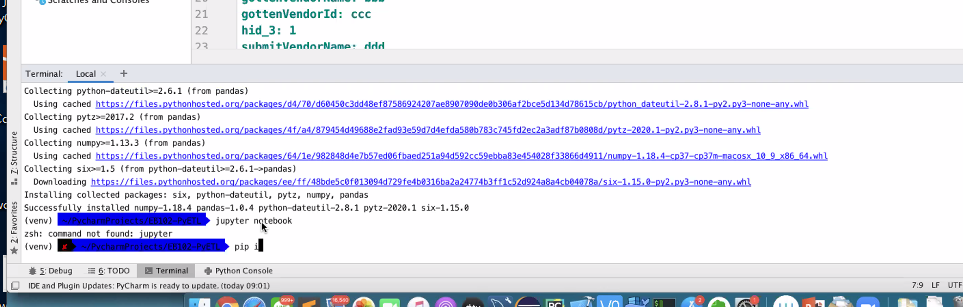 Scratches and Consoles
21 gottenVendorId: ccc
22 hid_3: 1
23 submitVendorName: ddd
Terminal: Local × +
Collecting python-dateutil>=2.6.1 (from pandas)
Using cached https://files.pythonhosted.org/packages/d4/70/d60450c3dd48ef87586924207ae8907090de0b306af2bce5d134d78615cb/python_dateutil-2.8.1-py2.py3-none-any.whl
Collecting pytz>=2017.2 (from pandas)
Using cached https://files.pythonhosted.org/packages/4f/a4/879454d49688e2fad93e59d7d4efda580b783c745fd2ec2a3adf87b0808d/pytz-2020.1-py2.py3-none-any.whl
Collecting numpy>=1.13.3 (from pandas)
Using cached https://files.pythonhosted.org/packages/64/1e/982848d4e7b57ed06fbaed251a94d592cc59ebba83e454028f33866d4911/numpy-1.18.4-cp37-cp37m-macosx_10_9_x86_64.whl
Collecting six>=1.5 (from python-dateutil>=2.6.1->pandas)
Downloading https://files.pythonhosted.org/packages/ee/ff/48bde5c0f013094d729fe4b0316ba2a24774b3ff1c52d924a8a4cb04078a/six-1.15.0-py2.py3-none-any.whl
Installing collected packages: six, python-dateutil, pytz, numpy, pandas
Successfully installed numpy-1.18.4 pandas-1.0.4 python-dateutil-2.8.1 pytz-2020.1 six-1.15.0
(venv) jupyter notebook
zsh: command not found: jupyter
(venv) ✘ pip i
Z: Structure
2: Favorites
5: Debug 6: TODO Terminal Python Console
IDE and Plugin Updates: PyCharm is ready to update. (today 09:01) 7:9 LF UTF